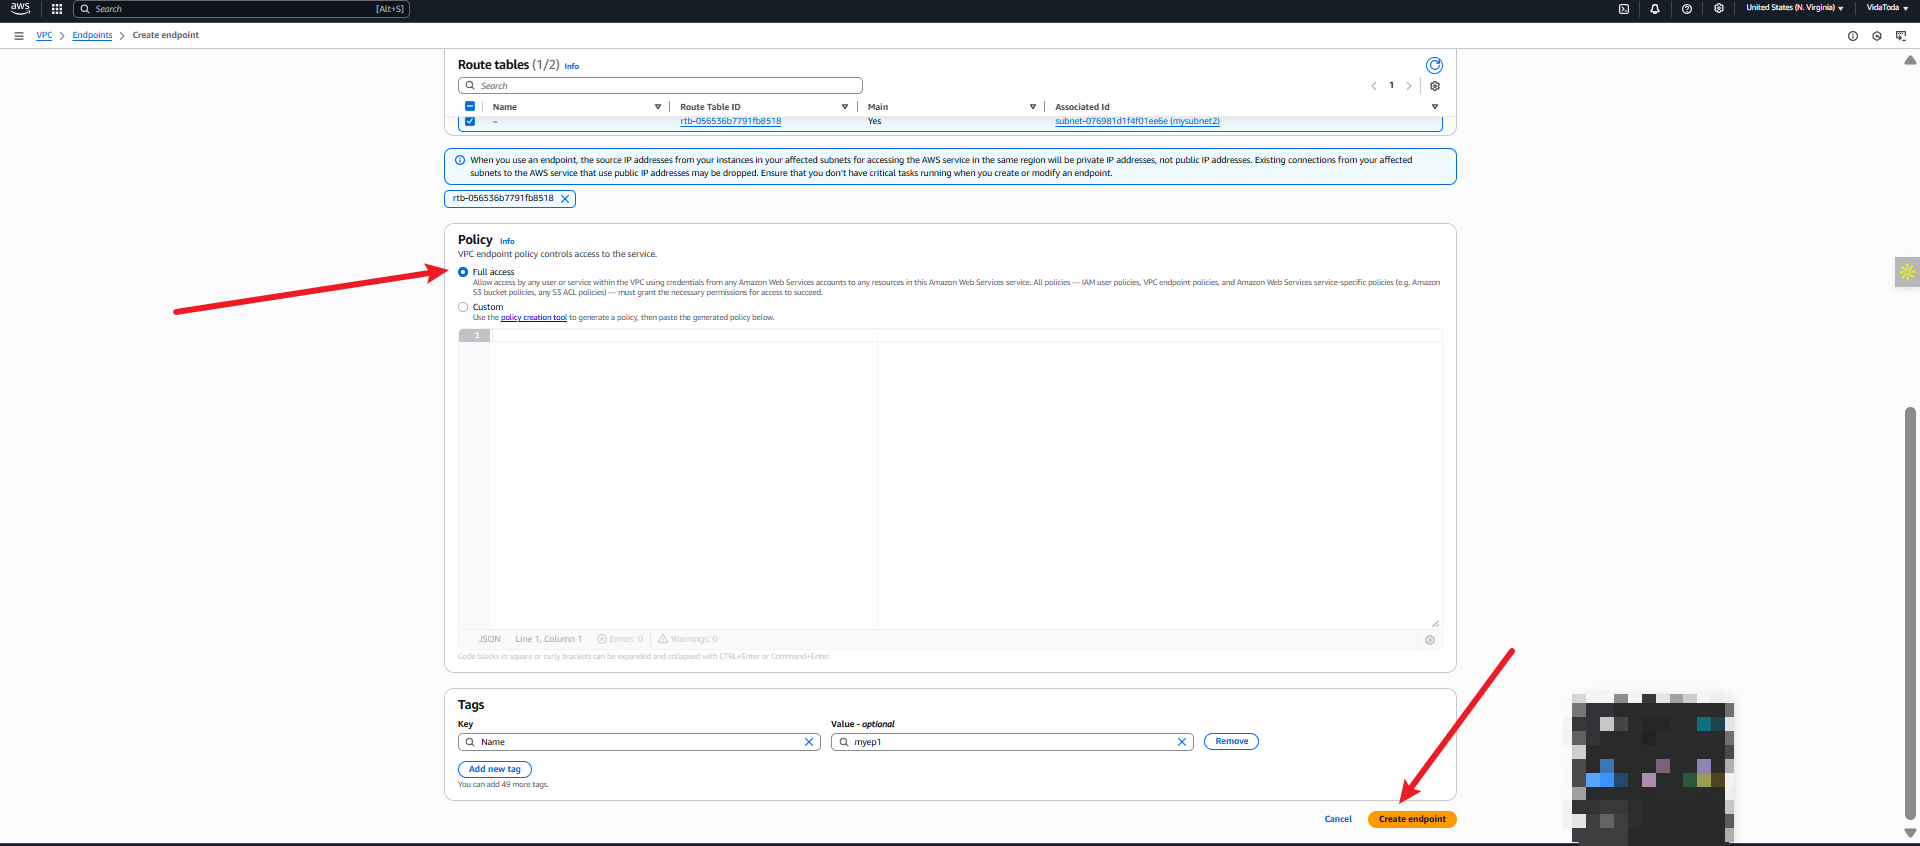 aws
Search
[Alt+S]
United States (N. Virginia)
VidaToda
VPC
Endpoints
Create endpoint
Route tables (1/2) Info
Search
1
Name
Route Table ID
Main
Associated Id
–
rtb-056536b7791fb8518
Yes
subnet-076981d1f4f01ee6e (mysubnet2)
When you use an endpoint, the source IP addresses from your instances in your affected subnets for accessing the AWS service in the same region will be private IP addresses, not public IP addresses. Existing connections from your affected
subnets to the AWS service that use public IP addresses may be dropped. Ensure that you don't have critical tasks running when you create or modify an endpoint.
rtb-056536b7791fb8518
Policy Info
VPC endpoint policy controls access to the service.
Full access
Allow access by any user or service within the VPC using credentials from any Amazon Web Services accounts to any resources in this Amazon Web Services service. All policies — IAM user policies, VPC endpoint policies, and Amazon Web Services service-specific policies (e.g. Amazon
S3 bucket policies, any S3 ACL policies) — must grant the necessary permissions for access to succeed.
Custom
Use the policy creation tool to generate a policy, then paste the generated policy below.
1
JSON
Line 1, Column 1
Errors: 0
Warnings: 0
Code blocks in square or curly brackets can be expanded and collapsed with CTRL+Enter or Command+Enter.
Tags
Key
Value - optional
Name
myep1
Remove
Add new tag
You can add 49 more tags.
Cancel
Create endpoint